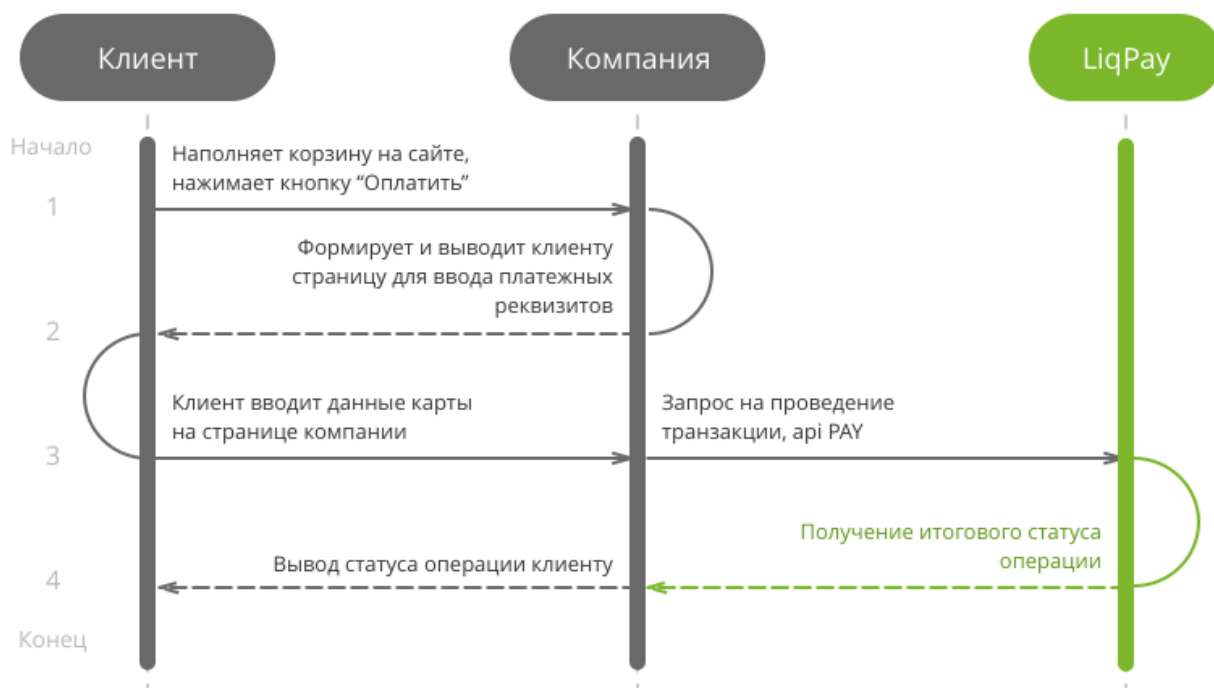 Клиент
Компания
LiqPay
Начало
Наполняет корзину на сайте,
нажимает кнопку “Оплатить”
1
Формирует и выводит клиенту
страницу для ввода платежных
реквизитов
2
Клиент вводит данные карты
на странице компании
Запрос на проведение
транзакции, api PAY
3
Получение итогового статуса
операции
Вывод статуса операции клиенту
4
Конец